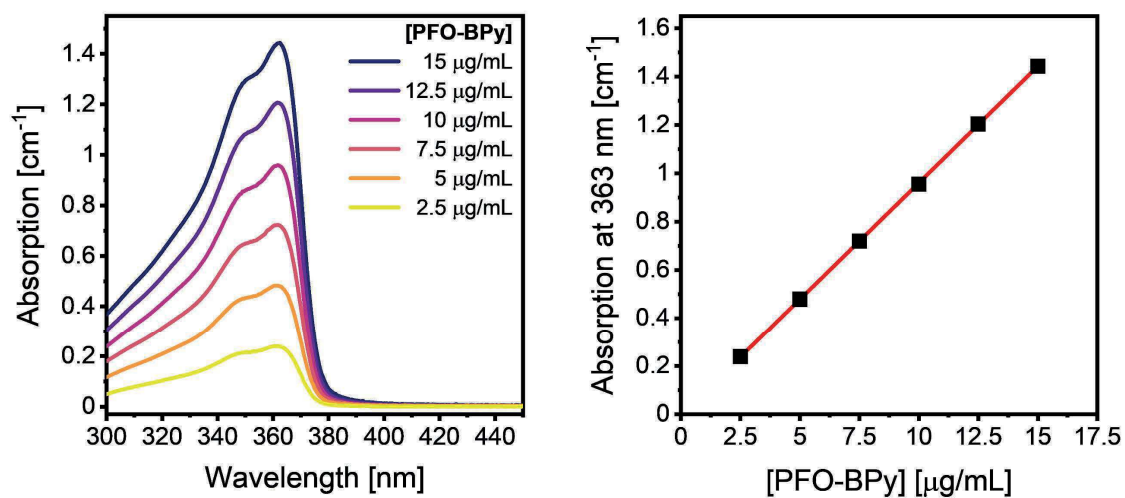 [PFO-BPy]
15 µg/mL
12.5 µg/mL
10 µg/mL
7.5 µg/mL
5 µg/mL
2.5 µg/mL
Absorption [cm⁻¹]
1.4
1.2
1
0.8
0.6
0.4
0.2
0
300 320 340 360 380 400 420 440
Wavelength [nm]
Absorption at 363 nm [cm⁻¹]
1.6
1.4
1.2
1
0.8
0.6
0.4
0.2
0
0 2.5 5 7.5 10 12.5 15 17.5
[PFO-BPy] [µg/mL]